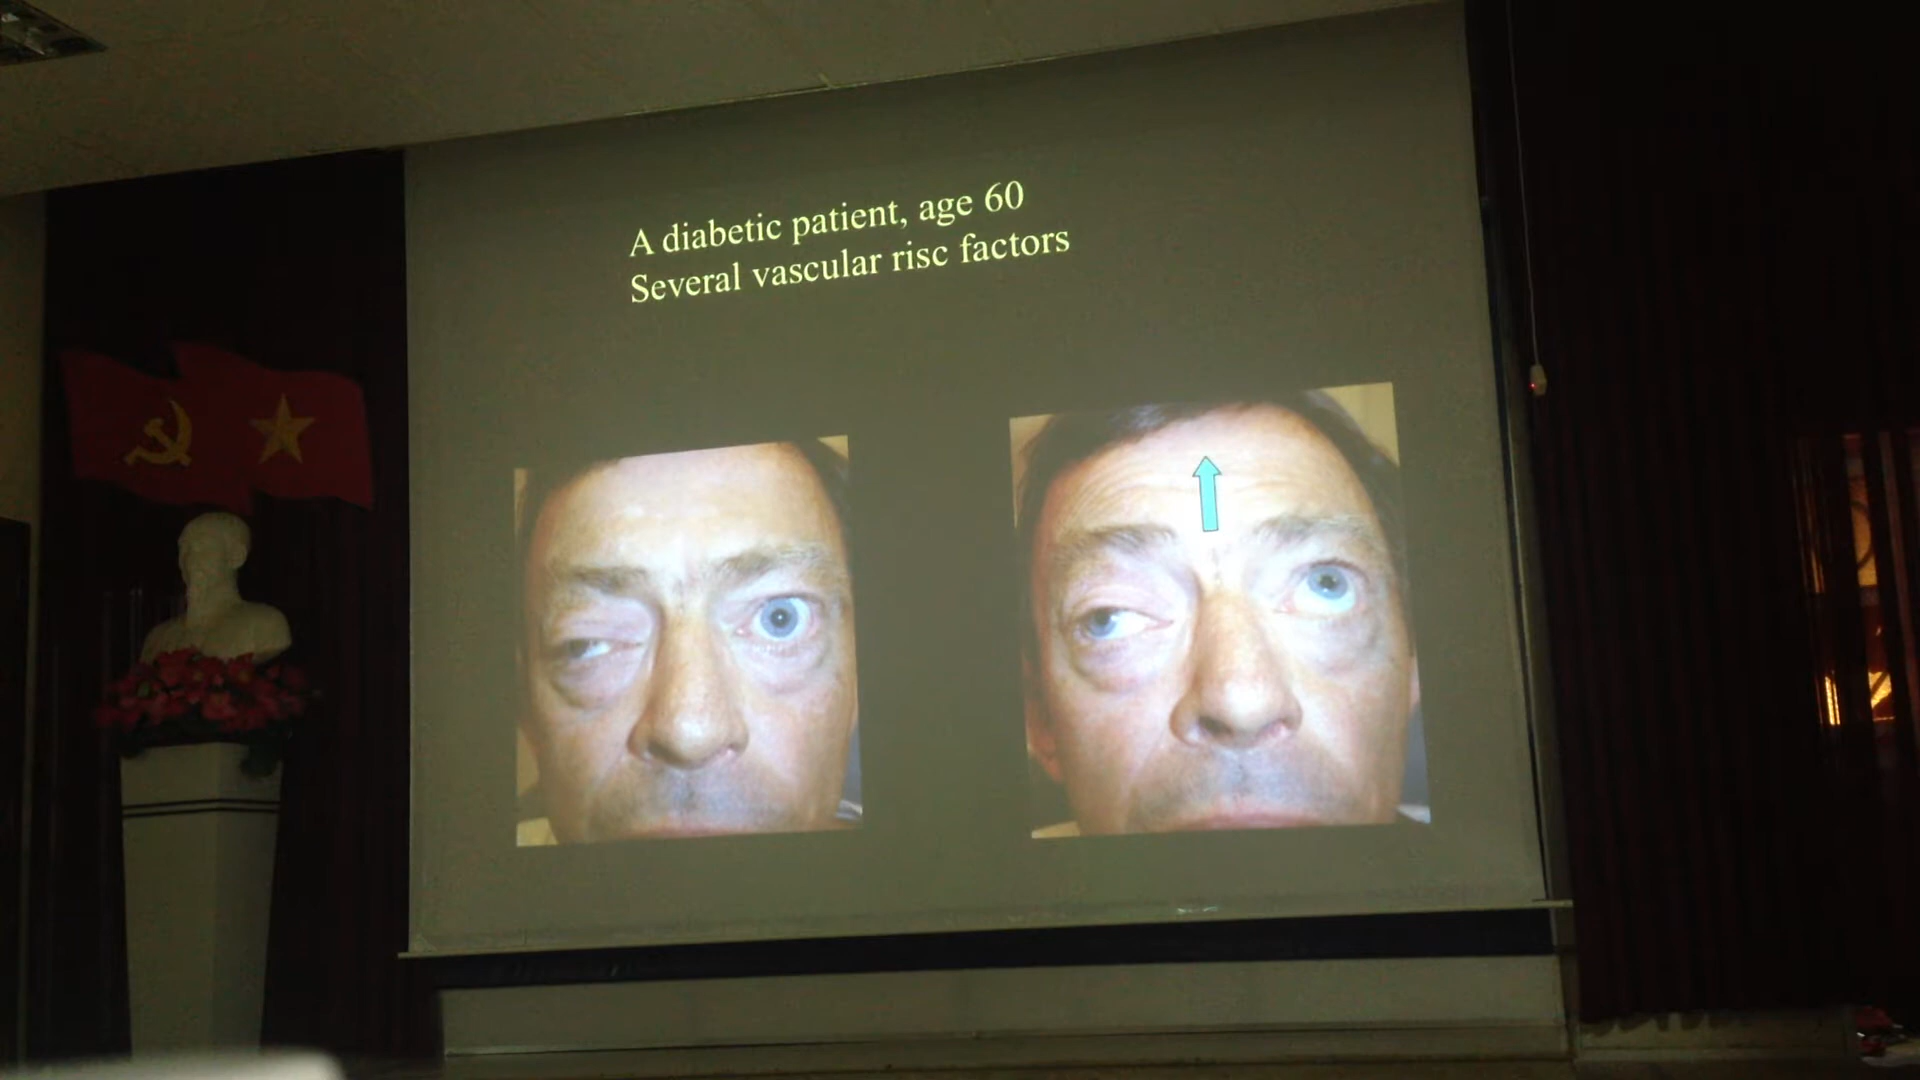 A diabetic patient, age 60
Several vascular risc factors